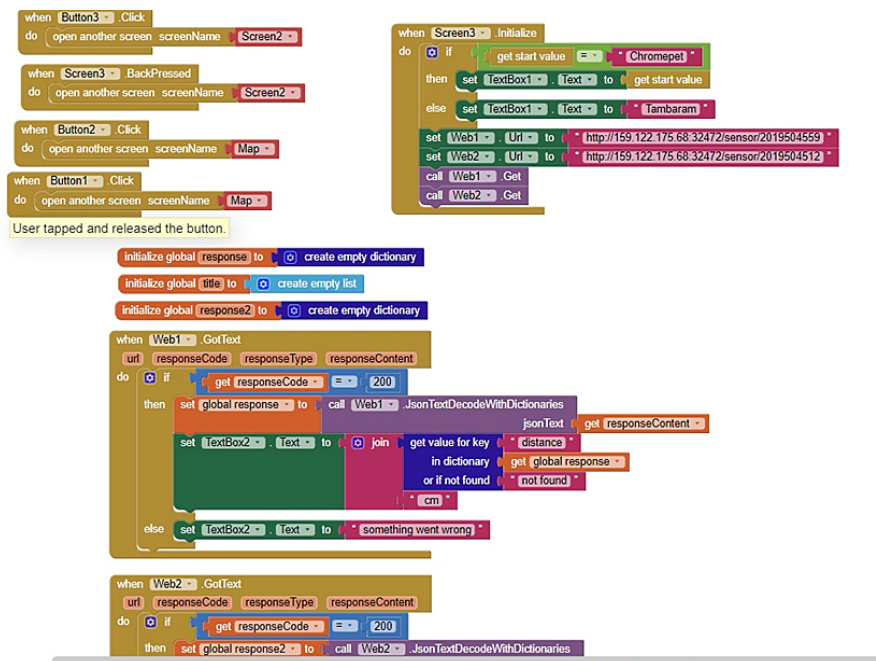 when Button3 .Click
do open another screen screenName Screen2
when Screen3 .BackPressed
do open another screen screenName Screen2
when Button2 .Click
do open another screen screenName Map
when Button1 .Click
do open another screen screenName Map
User tapped and released the button.
when Screen3 .Initialize
do if get start value = " Chromepet "
then set TextBox1 . Text to get start value
else set TextBox1 . Text to " Tambaram "
set Web1 . Url to " http://159.122.175.68:32472/sensor/2019504559 "
set Web2 . Url to " http://159.122.175.68:32472/sensor/2019504512 "
call Web1 .Get
call Web2 .Get
initialize global response to create empty dictionary
initialize global title to create empty list
initialize global response2 to create empty dictionary
when Web1 .GotText
url responseCode responseType responseContent
do if get responseCode = 200
then set global response to call Web1 .JsonTextDecodeWithDictionaries
jsonText get responseContent
set TextBox2 . Text to join get value for key " distance "
in dictionary get global response
or if not found " not found "
" cm "
else set TextBox2 . Text to " something went wrong "
when Web2 .GotText
url responseCode responseType responseContent
do if get responseCode = 200
then set global response2 to call Web2 .JsonTextDecodeWithDictionaries